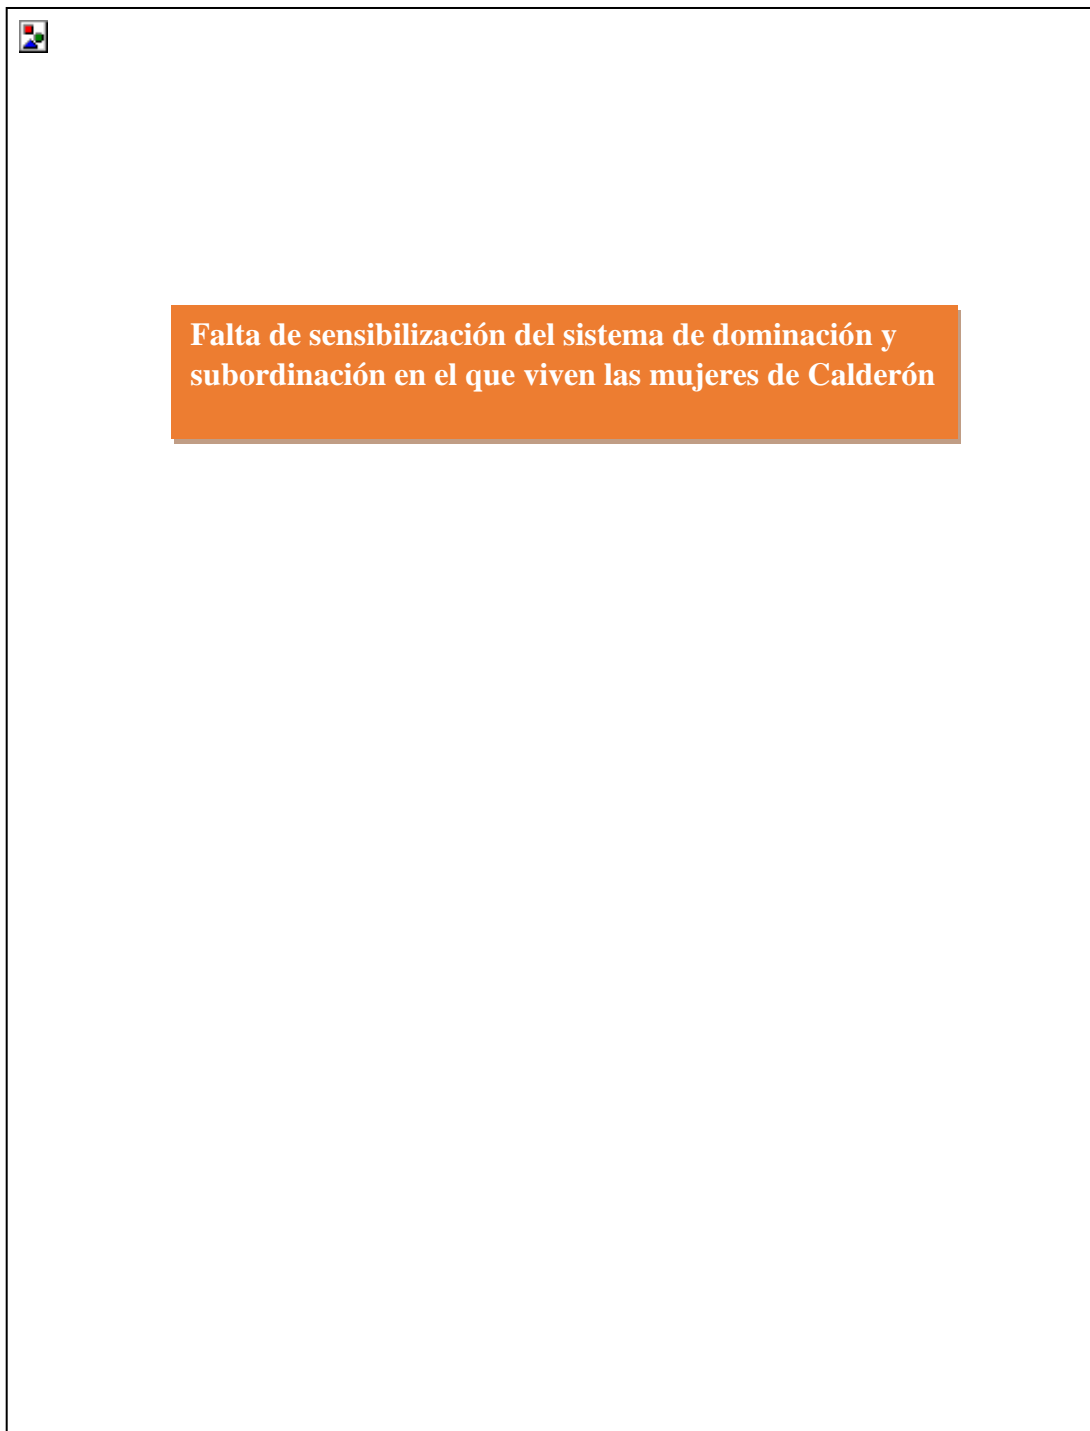 Falta de sensibilización del sistema de dominación y
subordinación en el que viven las mujeres de Calderón